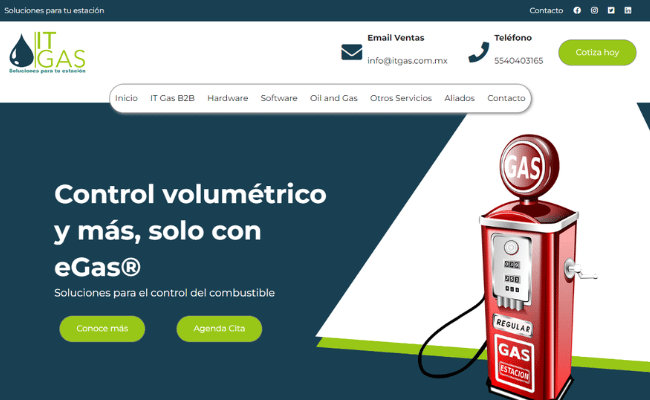 Soluciones para tu estación
Contacto
IT
GAS
Soluciones para tu estación
Email Ventas
info@itgas.com.mx
Teléfono
5540403165
Cotiza hoy
Inicio IT Gas B2B Hardware Software Oil and Gas Otros Servicios Aliados Contacto
Control volumétrico
y más, solo con
eGas®
Soluciones para el control del combustible
Conoce más
Agenda CIta
GAS
REGULAR
GAS
ESTACION